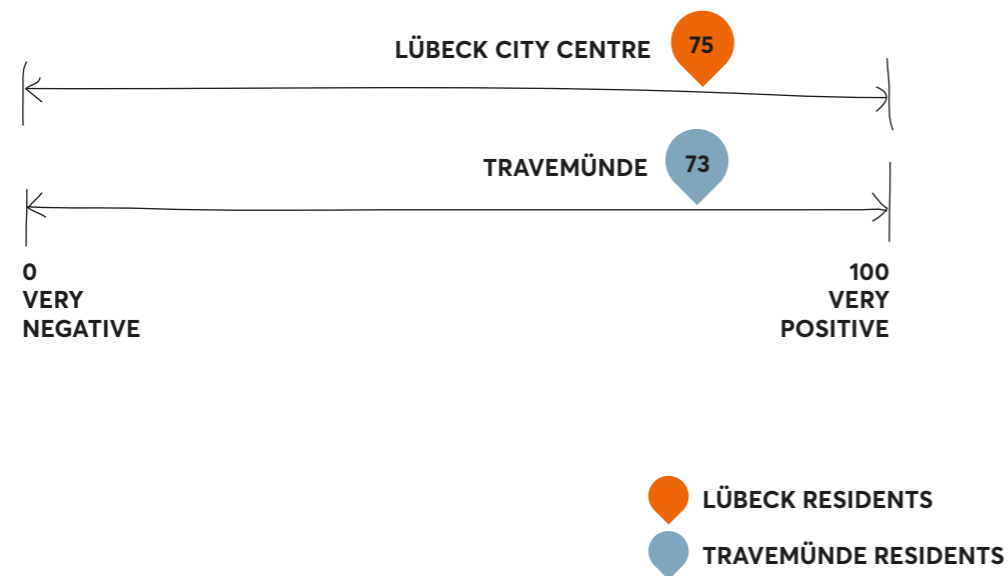 LÜBECK CITY CENTRE
75
TRAVEMÜNDE
73
0
VERY
NEGATIVE
100
VERY
POSITIVE
LÜBECK RESIDENTS
TRAVEMÜNDE RESIDENTS